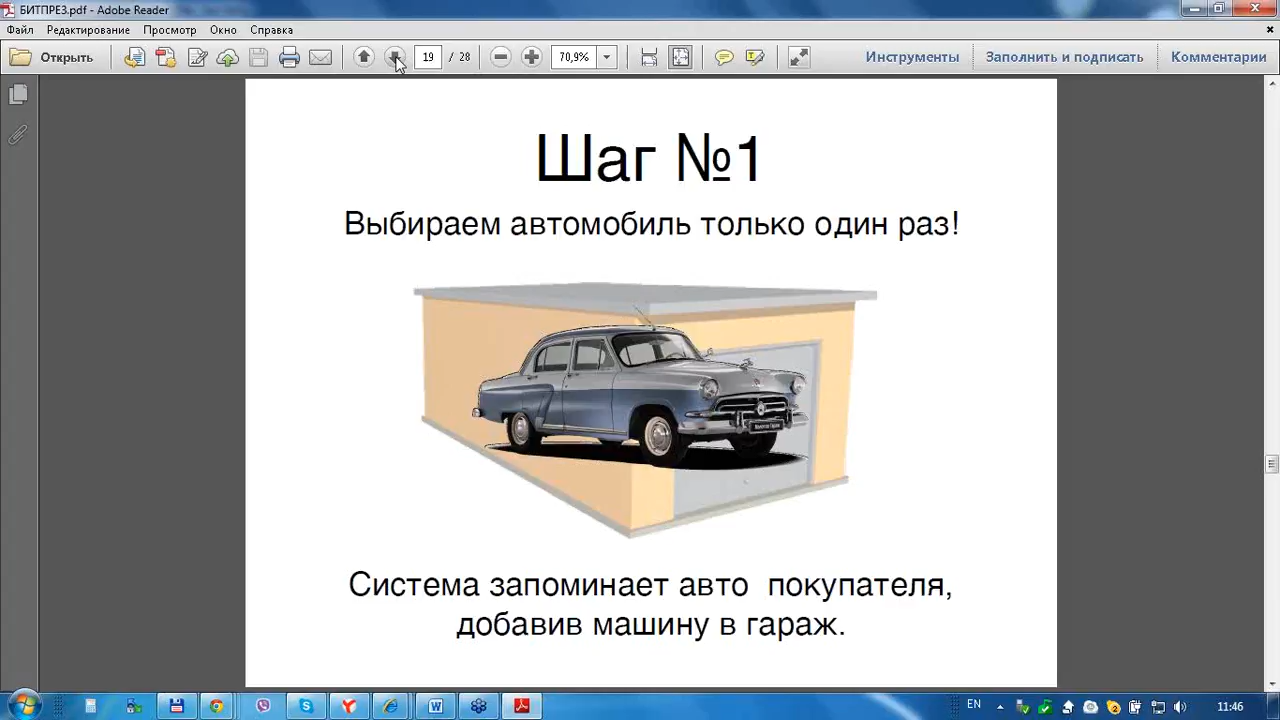 БИТПРЕЗ.pdf - Adobe Reader
Файл Редактирование Просмотр Окно Справка
Открыть 19 / 28 70,9% Инструменты Заполнить и подписать Комментарии
Шаг №1
Выбираем автомобиль только один раз!
Система запоминает авто покупателя,
добавив машину в гараж.
EN 11:46